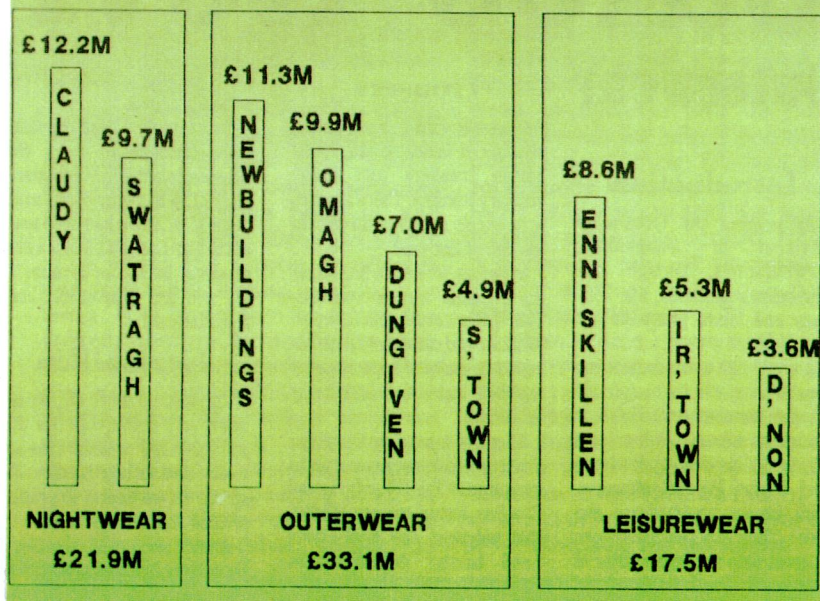 £12.2M
CLAUDY
£9.7M
SWATRAGH
NIGHTWEAR
£21.9M
£11.3M
NEWBUILDINGS
£9.9M
OMAGH
£7.0M
DUNGIVEN
£4.9M
S'TOWN
OUTERWEAR
£33.1M
£8.6M
ENNISKILLEN
£5.3M
IR'TOWN
£3.6M
D'NON
LEISUREWEAR
£17.5M